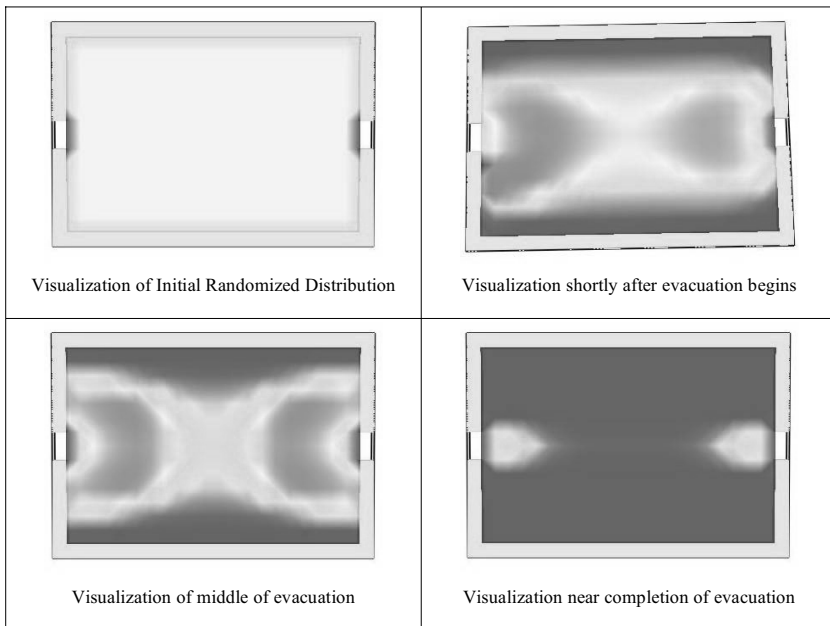 Visualization of Initial Randomized Distribution
Visualization shortly after evacuation begins
Visualization of middle of evacuation
Visualization near completion of evacuation